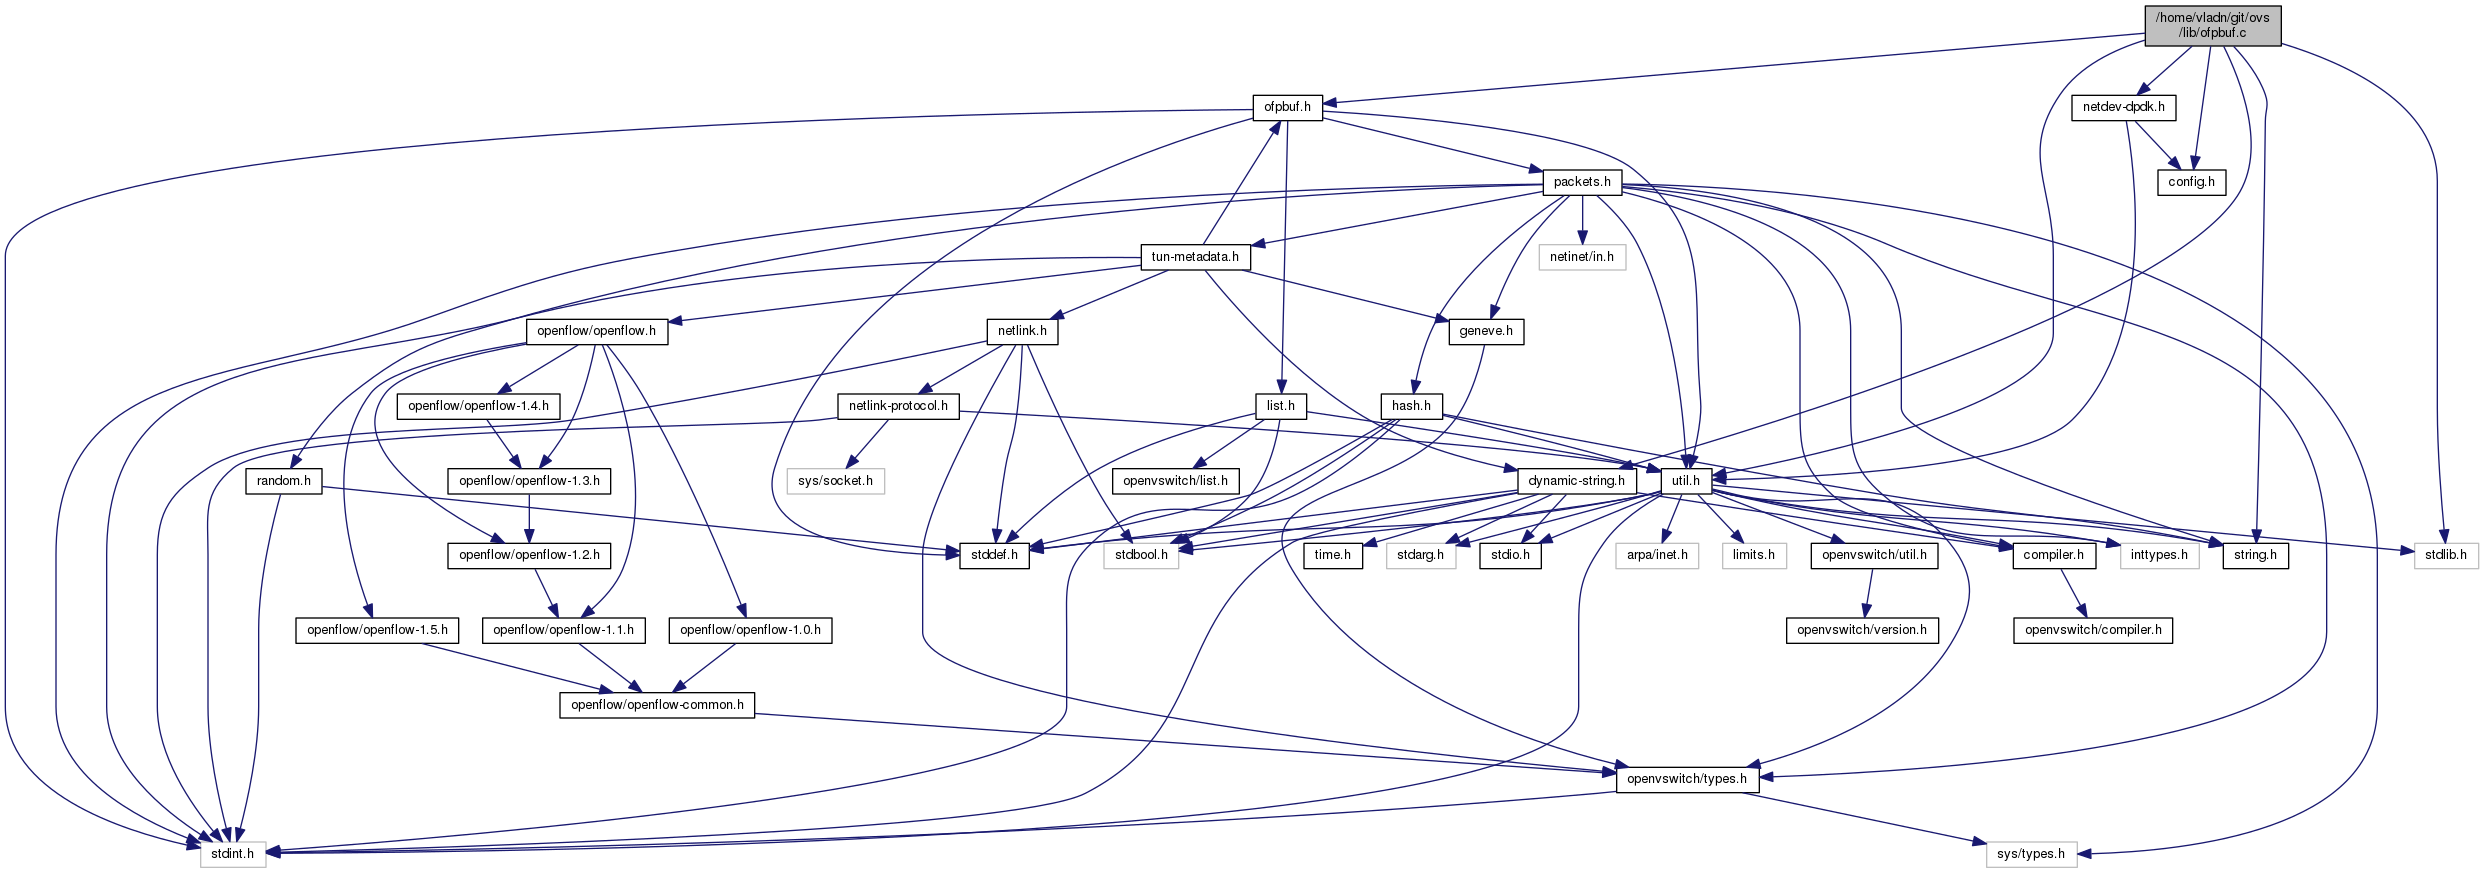 /home/vladn/git/ovs
/lib/ofpbuf.c
ofpbuf.h
netdev-dpdk.h
packets.h
config.h
tun-metadata.h
netinet/in.h
openflow/openflow.h
netlink.h
geneve.h
openflow/openflow-1.4.h
netlink-protocol.h
list.h
hash.h
random.h
openflow/openflow-1.3.h
sys/socket.h
openvswitch/list.h
dynamic-string.h
util.h
openflow/openflow-1.2.h
stddef.h
stdbool.h
time.h
stdarg.h
stdio.h
arpa/inet.h
limits.h
openvswitch/util.h
compiler.h
inttypes.h
string.h
stdlib.h
openflow/openflow-1.5.h
openflow/openflow-1.1.h
openflow/openflow-1.0.h
openvswitch/version.h
openvswitch/compiler.h
openflow/openflow-common.h
openvswitch/types.h
stdint.h
sys/types.h